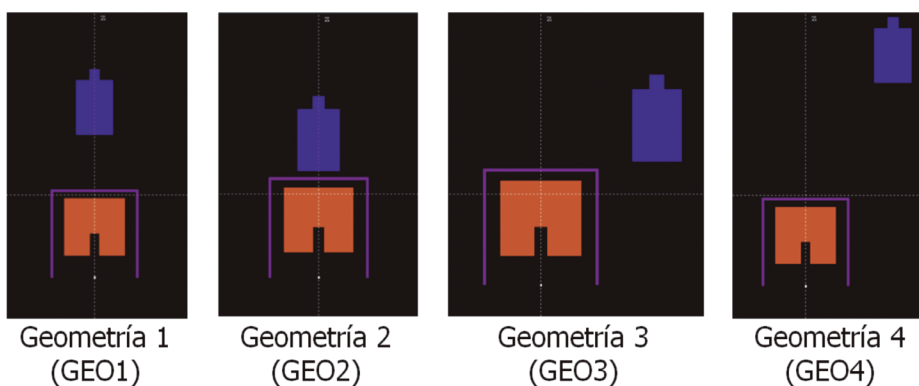 Geometría 1
(GEO1)
Geometría 2
(GEO2)
Geometría 3
(GEO3)
Geometría 4
(GEO4)